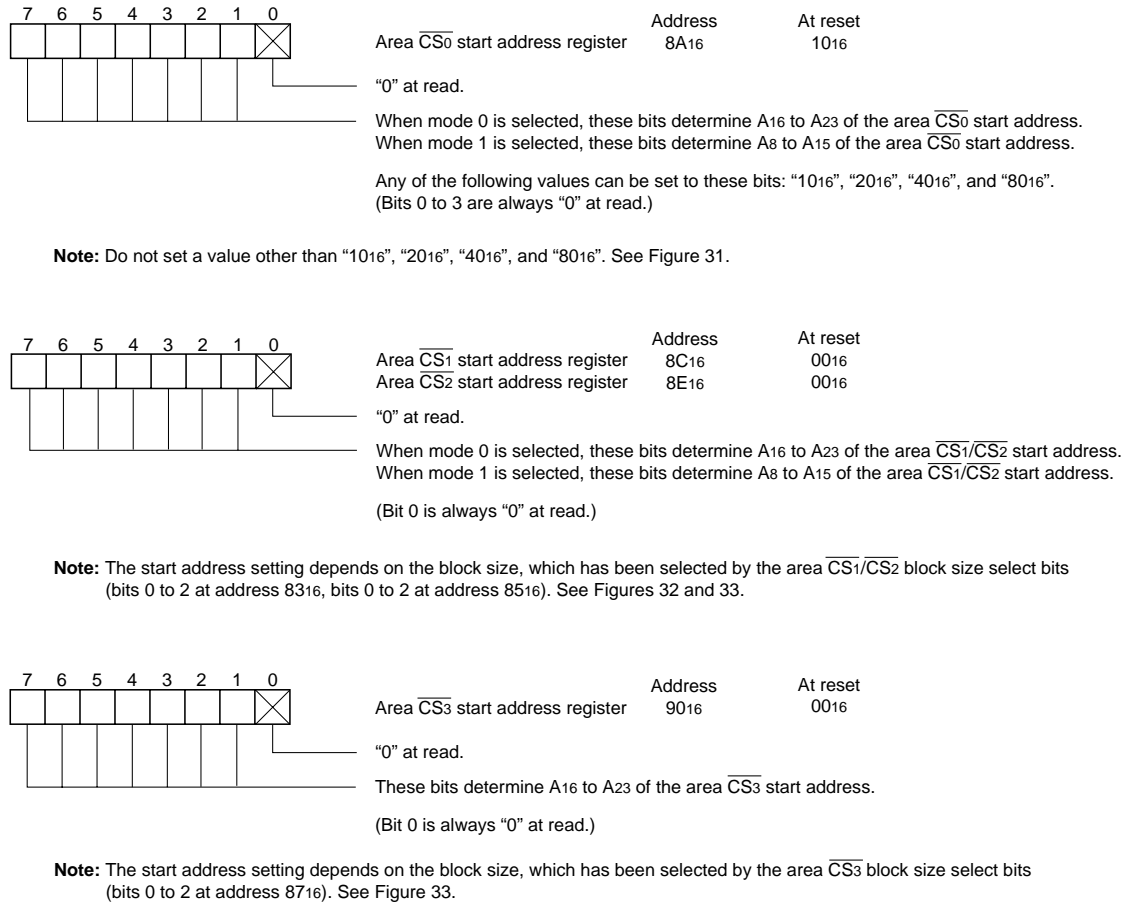 7 6 5 4 3 2 1 0
Address At reset
Area CS0 start address register 8A16 1016
“0” at read.
When mode 0 is selected, these bits determine A16 to A23 of the area CS0 start address.
When mode 1 is selected, these bits determine A8 to A15 of the area CS0 start address.
Any of the following values can be set to these bits: “1016”, “2016”, “4016”, and “8016”.
(Bits 0 to 3 are always “0” at read.)
Note: Do not set a value other than “1016”, “2016”, “4016”, and “8016”. See Figure 31.
7 6 5 4 3 2 1 0
Address At reset
Area CS1 start address register 8C16 0016
Area CS2 start address register 8E16 0016
“0” at read.
When mode 0 is selected, these bits determine A16 to A23 of the area CS1/CS2 start address.
When mode 1 is selected, these bits determine A8 to A15 of the area CS1/CS2 start address.
(Bit 0 is always “0” at read.)
Note: The start address setting depends on the block size, which has been selected by the area CS1/CS2 block size select bits
(bits 0 to 2 at address 8316, bits 0 to 2 at address 8516). See Figures 32 and 33.
7 6 5 4 3 2 1 0
Address At reset
Area CS3 start address register 9016 0016
“0” at read.
These bits determine A16 to A23 of the area CS3 start address.
(Bit 0 is always “0” at read.)
Note: The start address setting depends on the block size, which has been selected by the area CS3 block size select bits
(bits 0 to 2 at address 8716). See Figure 33.